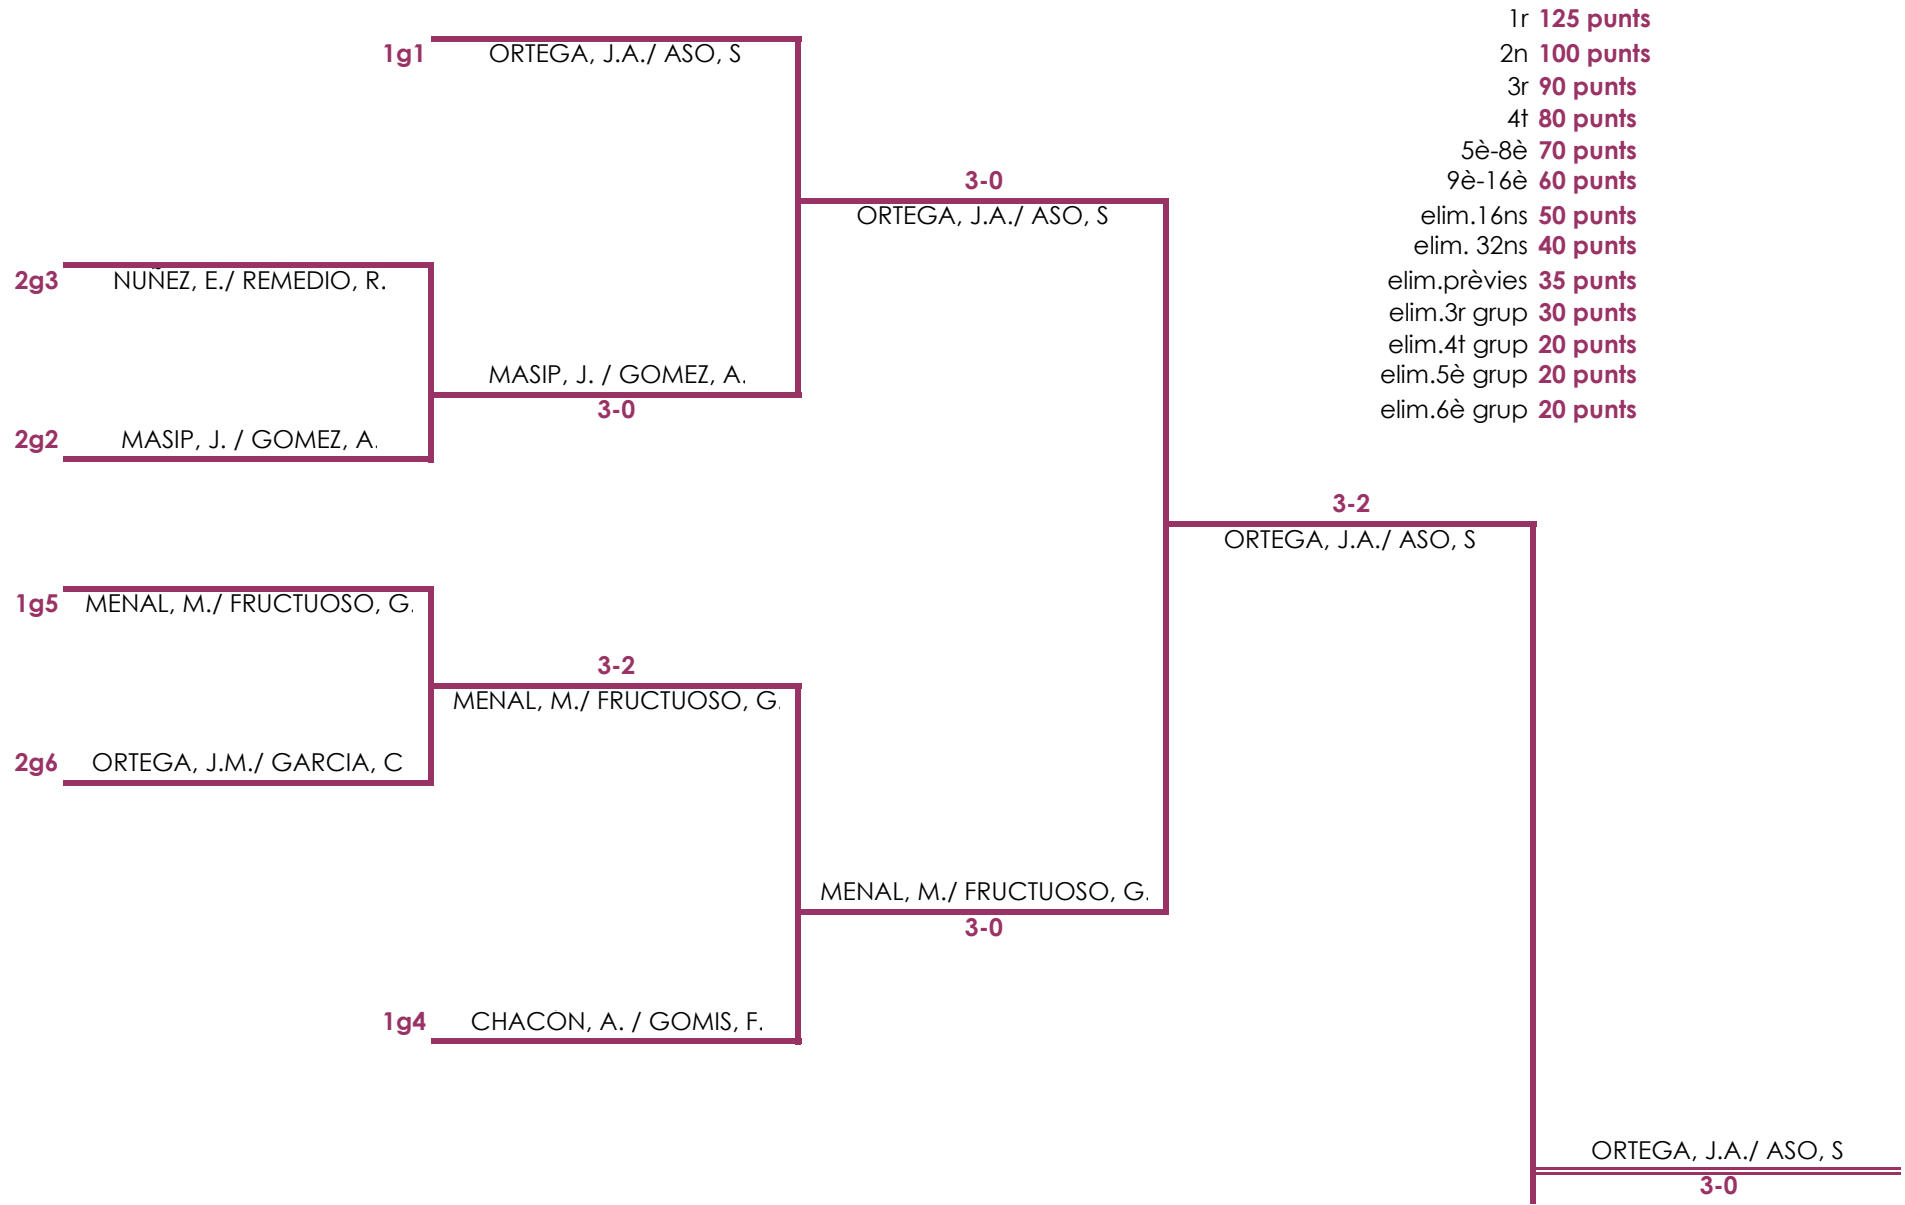 1r 125 punts
2n 100 punts
3r 90 punts
4t 80 punts
5è-8è 70 punts
9è-16è 60 punts
elim.16ns 50 punts
elim. 32ns 40 punts
elim.prèvies 35 punts
elim.3r grup 30 punts
elim.4t grup 20 punts
elim.5è grup 20 punts
elim.6è grup 20 punts
1g1 ORTEGA, J.A./ ASO, S
3-0
ORTEGA, J.A./ ASO, S
2g3 NUÑEZ, E./ REMEDIO, R.
MASIP, J. / GOMEZ, A.
3-0
2g2 MASIP, J. / GOMEZ, A.
3-2
ORTEGA, J.A./ ASO, S
1g5 MENAL, M./ FRUCTUOSO, G.
3-2
MENAL, M./ FRUCTUOSO, G.
2g6 ORTEGA, J.M./ GARCIA, C
MENAL, M./ FRUCTUOSO, G.
3-0
1g4 CHACON, A. / GOMIS, F.
ORTEGA, J.A./ ASO, S
3-0